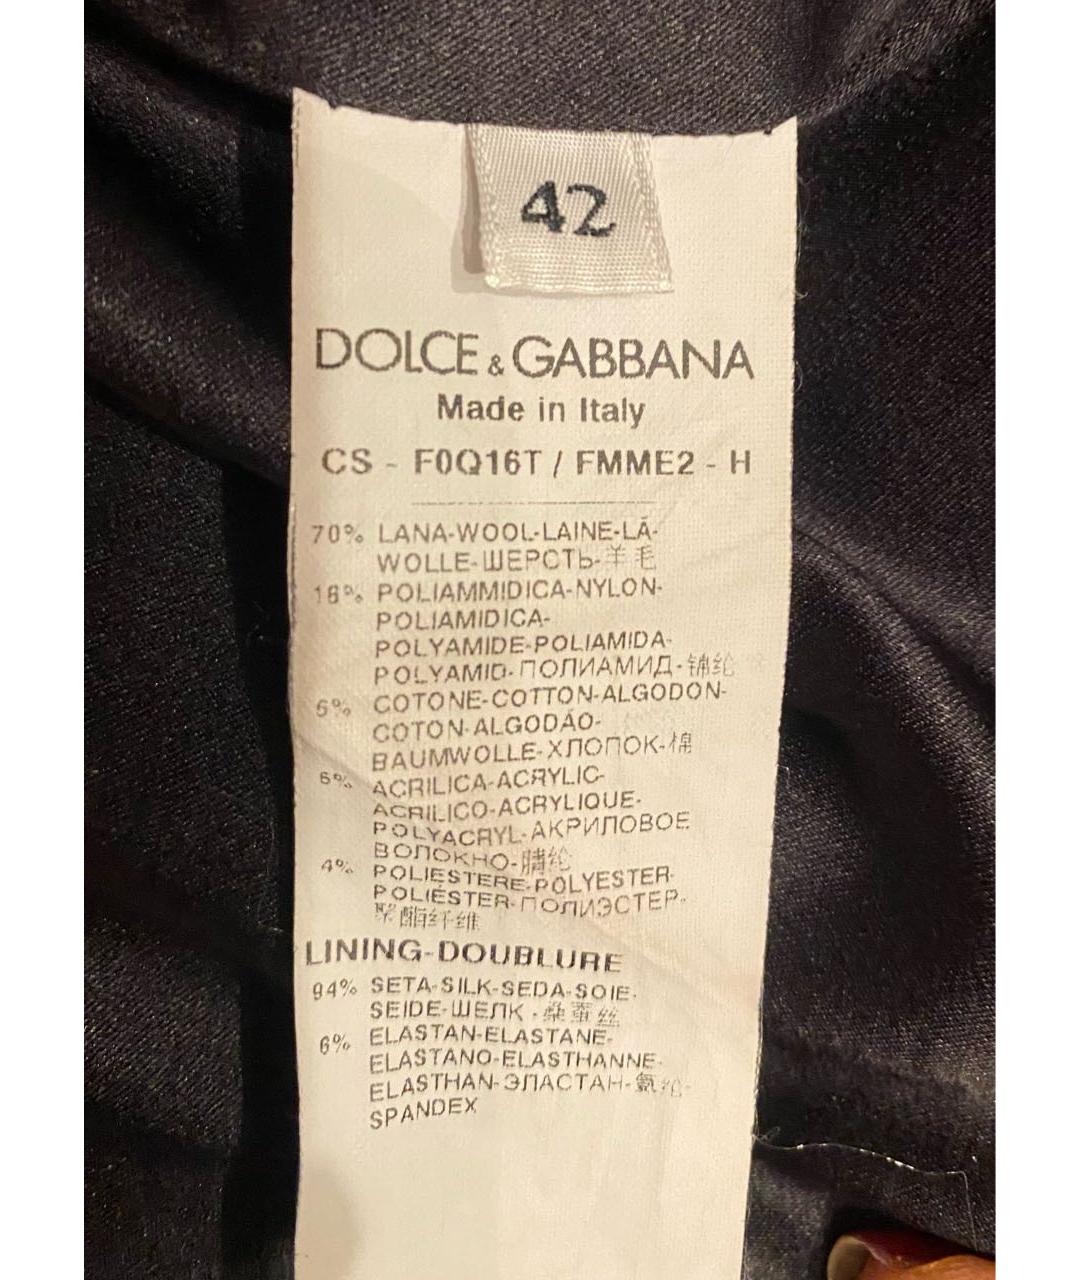 42
DOLCE & GABBANA
Made in Italy
CS - F0Q16T / FMME2 - H
70% LANA-WOOL-LAINE-LÃ-
WOLLE-ШЕРСТЬ-羊毛
16% POLIAMMIDICA-NYLON-
POLIAMIDICA-
POLYAMIDE-POLIAMIDA-
POLYAMID-ПОЛИАМИД-锦纶
5% COTONE-COTTON-ALGODON-
COTON-ALGODÃO-
BAUMWOLLE-ХЛОПОК-棉
5% ACRILICA-ACRYLIC-
ACRILICO-ACRYLIQUE-
POLYACRYL-АКРИЛОВОЕ
ВОЛОКНО-腈纶
4% POLIESTERE-POLYESTER-
POLIÉSTER-ПОЛИЭСТЕР-
聚酯纤维
LINING-DOUBLURE
94% SETA-SILK-SEDA-SOIE-
SEIDE-ШЕЛК-桑蚕丝
6% ELASTAN-ELASTANE-
ELASTANO-ELASTHANNE-
ELASTHAN-ЭЛАСТАН-氨纶-
SPANDEX